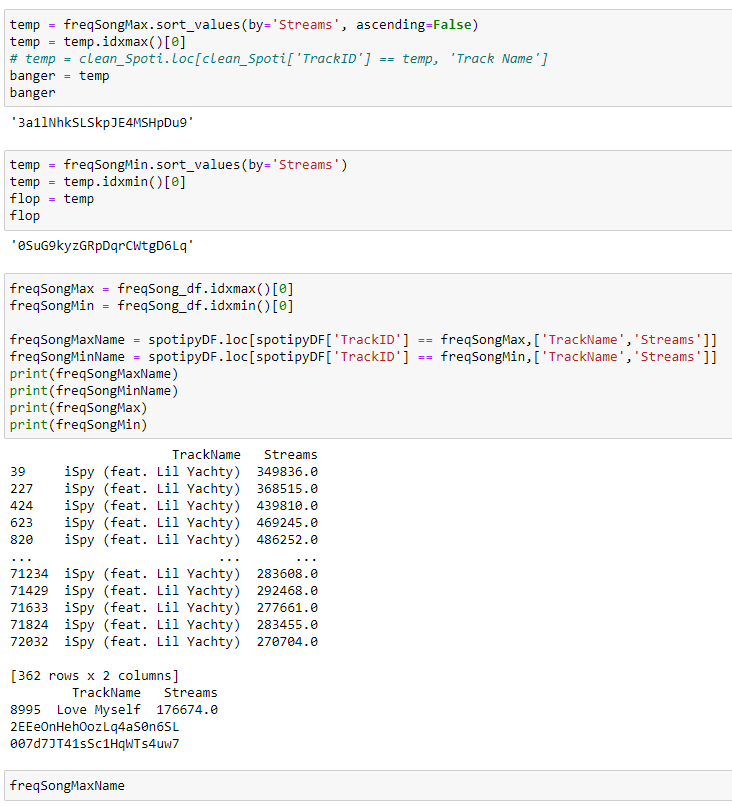 temp = freqSongMax.sort_values(by='Streams', ascending=False)
temp = temp.idxmax()[0]
# temp = clean_Spoti.loc[clean_Spoti['TrackID'] == temp, 'Track Name']
banger = temp
banger
'3a1lNhkSLSkpJE4MSHpDu9'
temp = freqSongMin.sort_values(by='Streams')
temp = temp.idxmin()[0]
flop = temp
flop
'0SuG9kyzGRpDqrCWtgD6Lq'
freqSongMax = freqSong_df.idxmax()[0]
freqSongMin = freqSong_df.idxmin()[0]
freqSongMaxName = spotipyDF.loc[spotipyDF['TrackID'] == freqSongMax,['TrackName','Streams']]
freqSongMinName = spotipyDF.loc[spotipyDF['TrackID'] == freqSongMin,['TrackName','Streams']]
print(freqSongMaxName)
print(freqSongMinName)
print(freqSongMax)
print(freqSongMin)
TrackName Streams
39 iSpy (feat. Lil Yachty) 349836.0
227 iSpy (feat. Lil Yachty) 368515.0
424 iSpy (feat. Lil Yachty) 439810.0
623 iSpy (feat. Lil Yachty) 469245.0
820 iSpy (feat. Lil Yachty) 486252.0
... ... ...
71234 iSpy (feat. Lil Yachty) 283608.0
71429 iSpy (feat. Lil Yachty) 292468.0
71633 iSpy (feat. Lil Yachty) 277661.0
71824 iSpy (feat. Lil Yachty) 283455.0
72032 iSpy (feat. Lil Yachty) 270704.0
[362 rows x 2 columns]
TrackName Streams
8995 Love Myself 176674.0
2EEeOnHehOozLq4aS0n6SL
007d7JT41sSc1HqWTs4uw7
freqSongMaxName